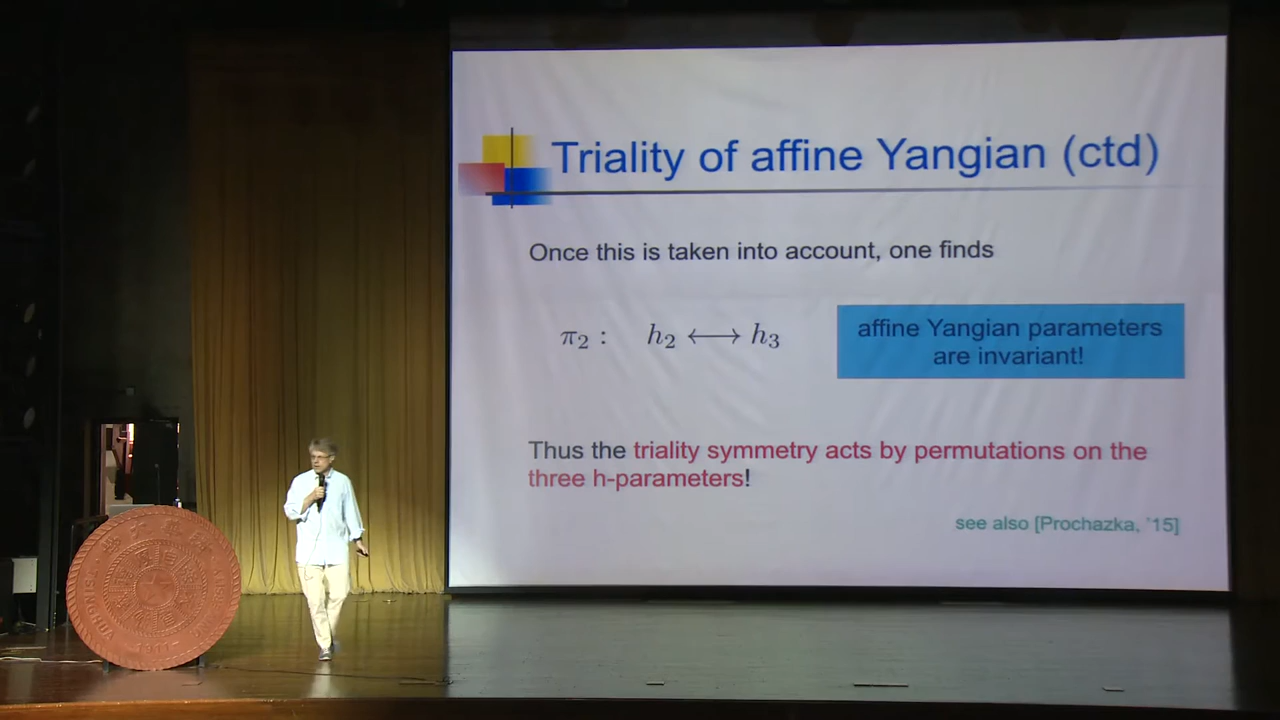 Triality of affine Yangian (ctd)
Once this is taken into account, one finds
π₂ : h₂ ⟷ h₃
affine Yangian parameters
are invariant!
Thus the triality symmetry acts by permutations on the
three h-parameters!
see also [Prochazka, '15]
1911